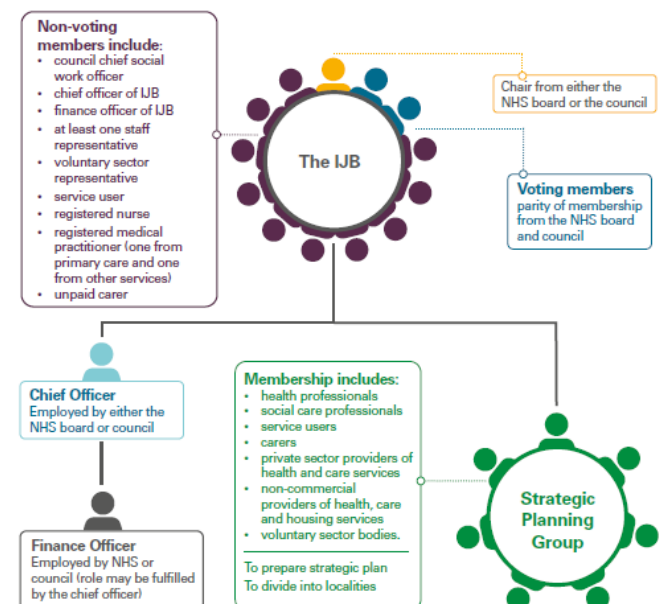 Non-voting
members include:
• council chief social
work officer
• chief officer of IJB
• finance officer of IJB
• at least one staff
representative
• voluntary sector
representative
• service user
• registered nurse
• registered medical
practitioner (one from
primary care and one
from other services)
• unpaid carer
The IJB
Chair from either the
NHS board or the council
Voting members
parity of membership
from the NHS board
and council
Chief Officer
Employed by either the
NHS board or council
Finance Officer
Employed by NHS or
council (role may be fulfilled
by the chief officer)
Membership includes:
• health professionals
• social care professionals
• service users
• carers
• private sector providers of
health and care services
• non-commercial
providers of health, care
and housing services
• voluntary sector bodies.
To prepare strategic plan
To divide into localities
Strategic
Planning
Group